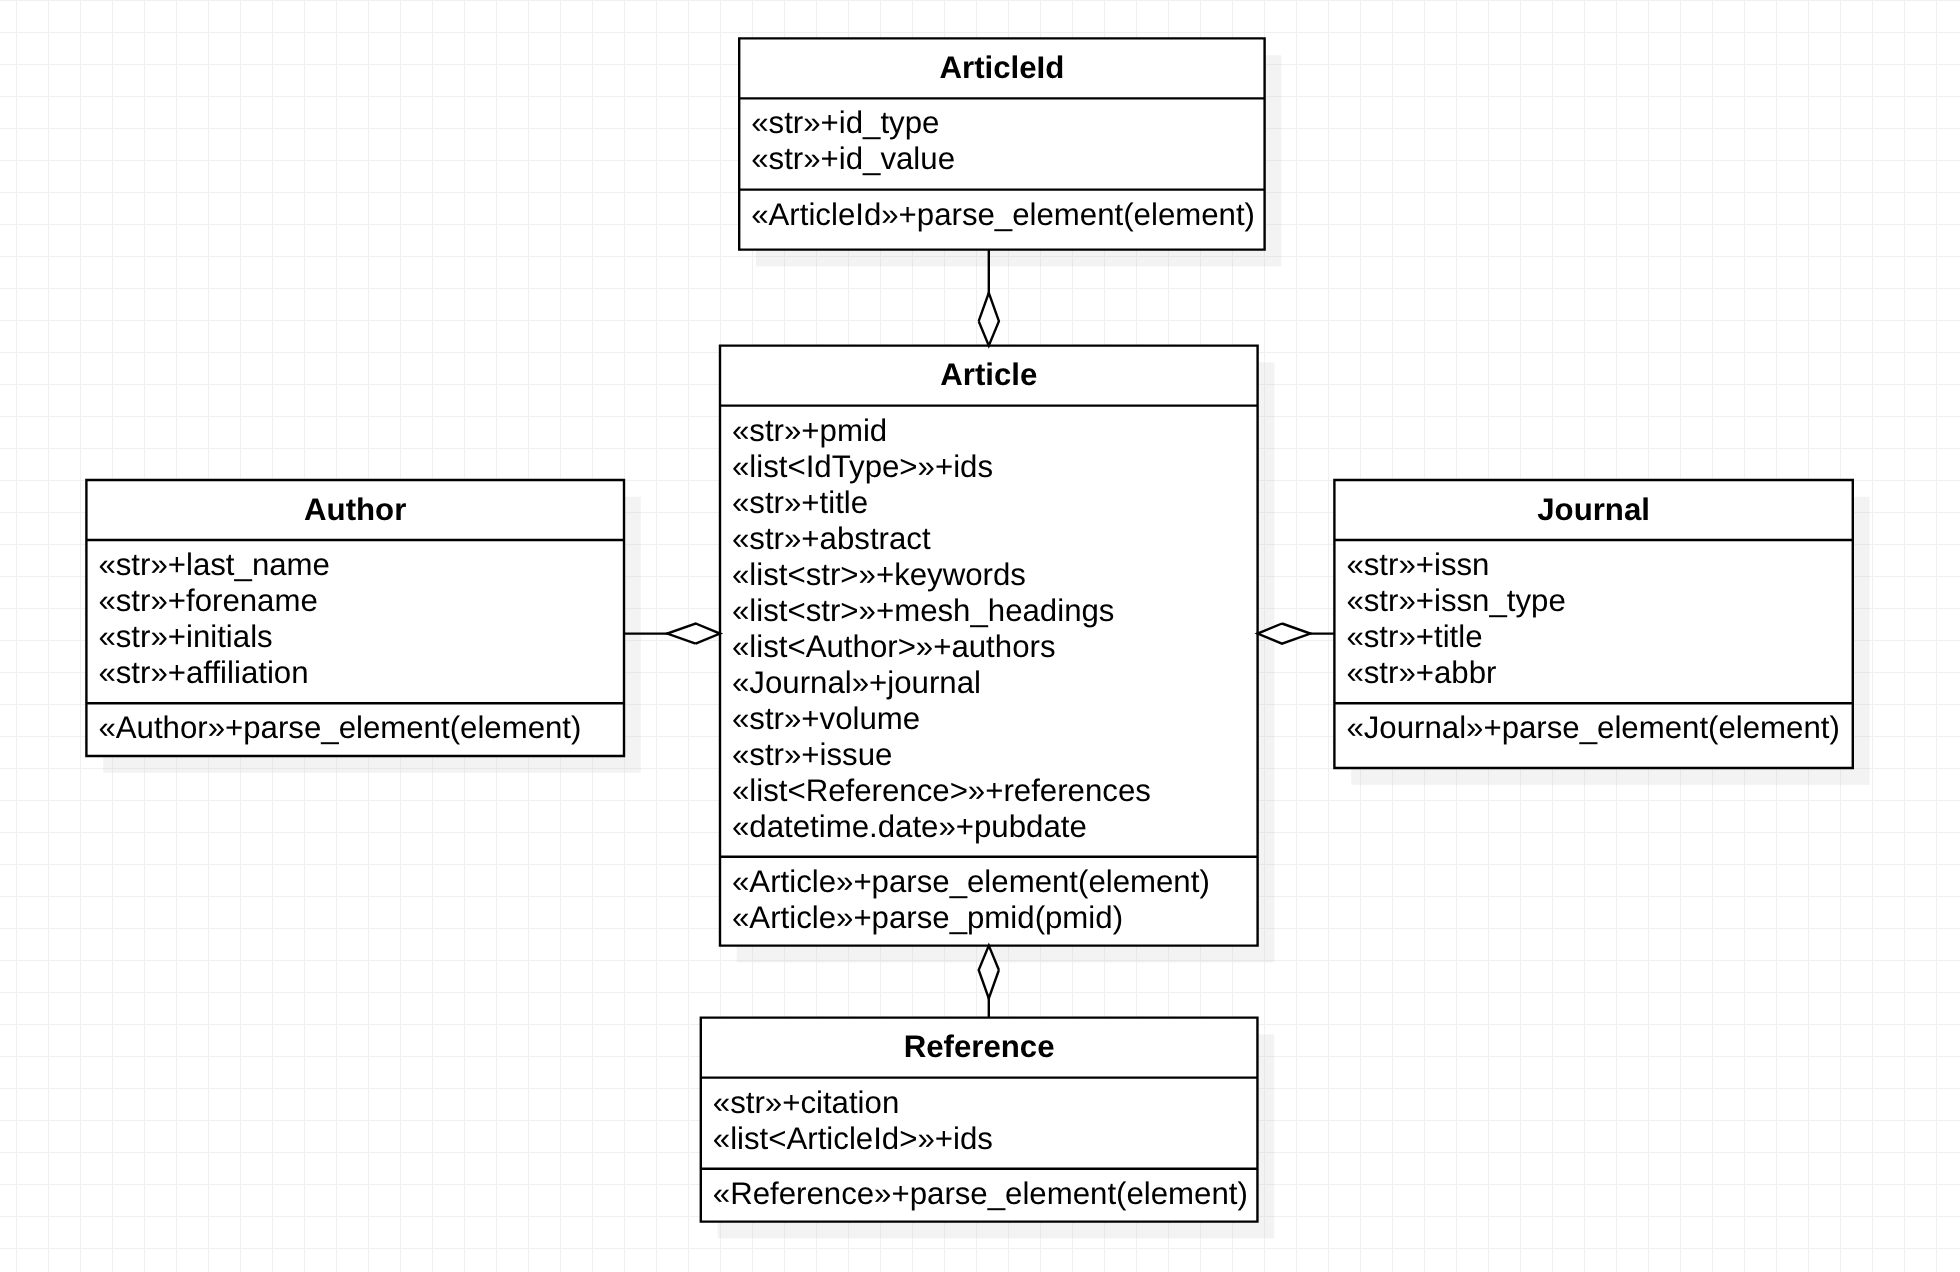 ArticleId
«str»+id_type
«str»+id_value
«ArticleId»+parse_element(element)
Article
«str»+pmid
«list<IdType>»+ids
«str»+title
«str»+abstract
«list<str>»+keywords
«list<str>»+mesh_headings
«list<Author>»+authors
«Journal»+journal
«str»+volume
«str»+issue
«list<Reference>»+references
«datetime.date»+pubdate
«Article»+parse_element(element)
«Article»+parse_pmid(pmid)
Author
«str»+last_name
«str»+forename
«str»+initials
«str»+affiliation
«Author»+parse_element(element)
Journal
«str»+issn
«str»+issn_type
«str»+title
«str»+abbr
«Journal»+parse_element(element)
Reference
«str»+citation
«list<ArticleId>»+ids
«Reference»+parse_element(element)